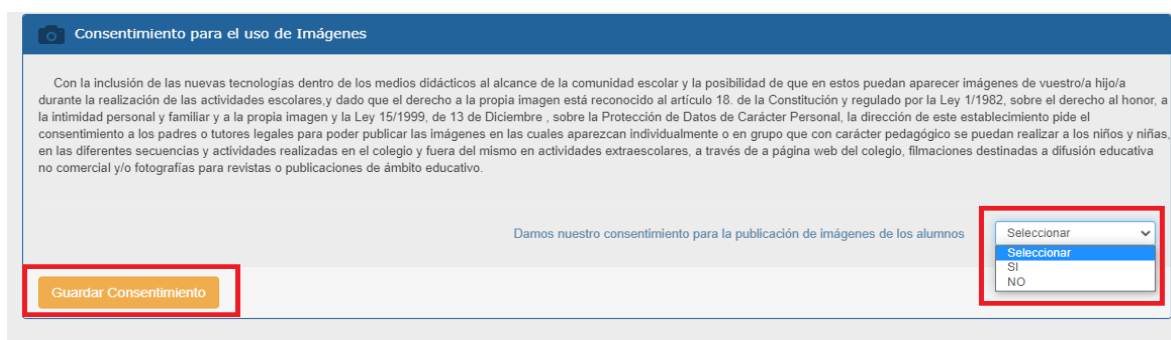 Consentimiento para el uso de Imágenes
Con la inclusión de las nuevas tecnologías dentro de los medios didácticos al alcance de la comunidad escolar y la posibilidad de que en estos puedan aparecer imágenes de vuestro/a hijo/a
durante la realización de las actividades escolares,y dado que el derecho a la propia imagen está reconocido al artículo 18. de la Constitución y regulado por la Ley 1/1982, sobre el derecho al honor, a
la intimidad personal y familiar y a la propia imagen y la Ley 15/1999, de 13 de Diciembre , sobre la Protección de Datos de Carácter Personal, la dirección de este establecimiento pide el
consentimiento a los padres o tutores legales para poder publicar las imágenes en las cuales aparezcan individualmente o en grupo que con carácter pedagógico se puedan realizar a los niños y niñas,
en las diferentes secuencias y actividades realizadas en el colegio y fuera del mismo en actividades extraescolares, a través de a página web del colegio, filmaciones destinadas a difusión educativa
no comercial y/o fotografías para revistas o publicaciones de ámbito educativo.
Damos nuestro consentimiento para la publicación de imágenes de los alumnos
Seleccionar
Seleccionar
SI
NO
Guardar Consentimiento